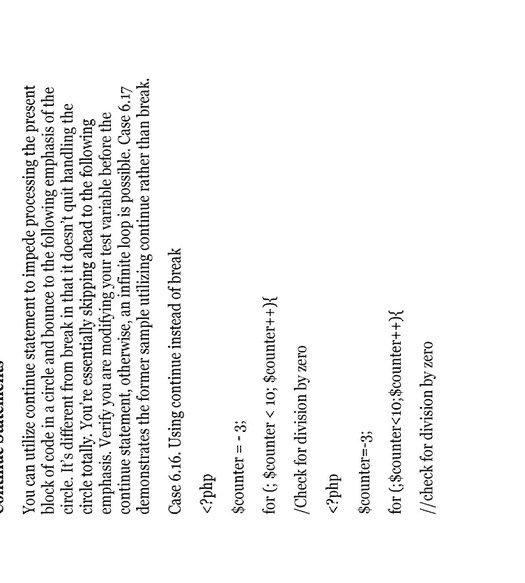 You can utilize continue statement to impede processing the present
block of code in a circle and bounce to the following emphasis of the
circle. It's different from break in that it doesn't quit handling the
circle totally. You're essentially skipping ahead to the following
emphasis. Verify you are modifying your test variable before the
continue statement, otherwise, an infinite loop is possible. Case 6.17
demonstrates the former sample utilizing continue rather than break.
Case 6.16. Using continue instead of break
<?php
$counter = - 3;
for (; $counter < 10; $counter++){
/Check for division by zero
<?php
$counter=-3;
for (;$counter<10;$counter++){
//check for division by zero